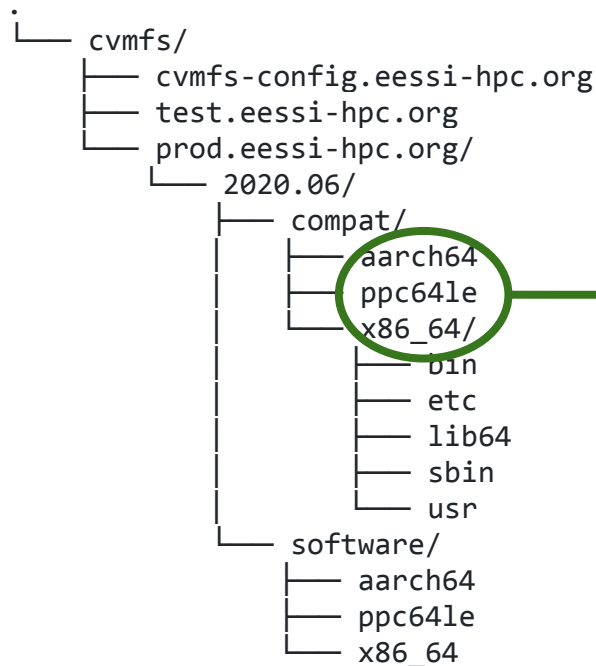 .
└── cvmfs/
    ├── cvmfs-config.eessi-hpc.org
    ├── test.eessi-hpc.org
    └── prod.eessi-hpc.org/
        └── 2020.06/
            ├── compat/
            │   ├── aarch64
            │   ├── ppc64le
            │   └── x86_64/
            │       ├── bin
            │       ├── etc
            │       ├── lib64
            │       ├── sbin
            │       └── usr
            └── software/
                ├── aarch64
                ├── ppc64le
                └── x86_64